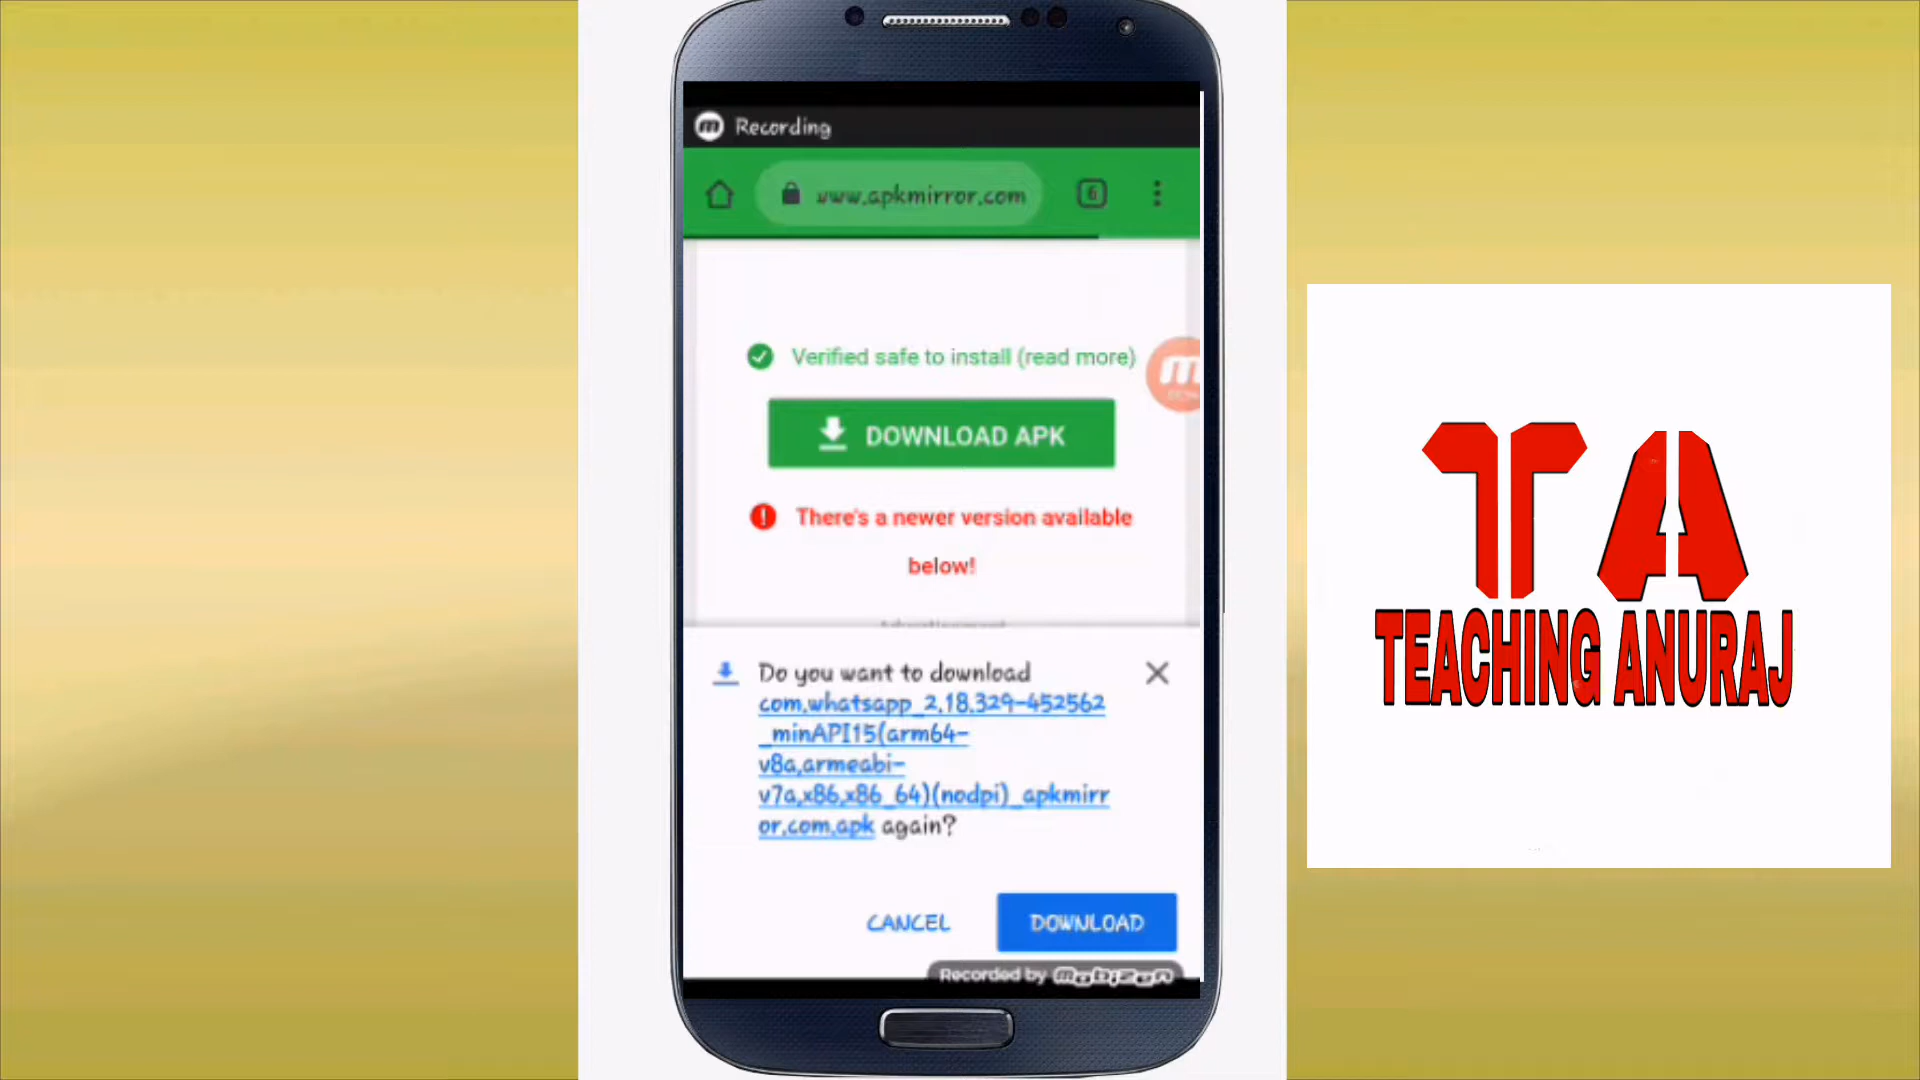 Recording
www.apkmirror.com
6
Verified safe to install (read more)
DOWNLOAD APK
There's a newer version available
below!
Do you want to download
com.whatsapp_2.18.329-452562
_minAPI15(arm64-
v8a,armeabi-
v7a,x86,x86_64)(nodpi)_apkmirr
or.com.apk again?
CANCEL
DOWNLOAD
Recorded by mobizen
TA
TEACHING ANURAJ